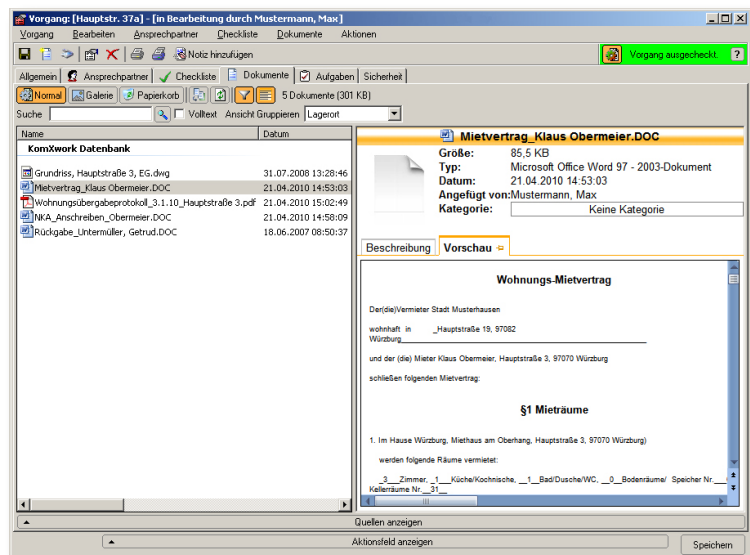 Vorgang: [Hauptstr. 37a] - [in Bearbeitung durch Mustermann, Max]
Vorgang Bearbeiten Ansprechpartner Checkliste Dokumente Aktionen
Notiz hinzufügen Vorgang ausgecheckt. ?
Allgemein Ansprechpartner Checkliste Dokumente Aufgaben Sicherheit
Normal Galerie Papierkorb 5 Dokumente (301 KB)
Suche Volltext Ansicht Gruppieren Lagerort
Name Datum
KomXwork Datenbank
Grundriss, Hauptstraße 3, EG.dwg 31.07.2008 13:28:46
Mietvertrag_Klaus Obermeier.DOC 21.04.2010 14:53:03
Wohnungsübergabeprotokoll_3.1.10_Hauptstraße 3.pdf 21.04.2010 15:02:49
NKA_Anschreiben_Obermeier.DOC 21.04.2010 14:58:09
Rückgabe_Untermüller, Getrud.DOC 18.06.2007 08:50:37
Mietvertrag_Klaus Obermeier.DOC
Größe: 85,5 KB
Typ: Microsoft Office Word 97 - 2003-Dokument
Datum: 21.04.2010 14:53:03
Angefügt von:Mustermann, Max
Kategorie: Keine Kategorie
Beschreibung Vorschau
Wohnungs-Mietvertrag
Der(die)Vermieter Stadt Musterhausen
wohnhaft in _Hauptstraße 19, 97082
Würzburg
und der (die) Mieter Klaus Obermeier, Hauptstraße 3, 97070 Würzburg
schließen folgenden Mietvertrag:
§1 Mieträume
1. Im Hause Würzburg, Miethaus am Oberhang, Hauptstraße 3, 97070 Würzburg)
werden folgende Räume vermietet:
_3___Zimmer, _1___Küche/Kochnische, __1__Bad/Dusche/WC, __0__Bodenräume/ Speicher Nr.___
Kellerräume Nr.__31__
Quellen anzeigen
Aktionsfeld anzeigen
Speichern